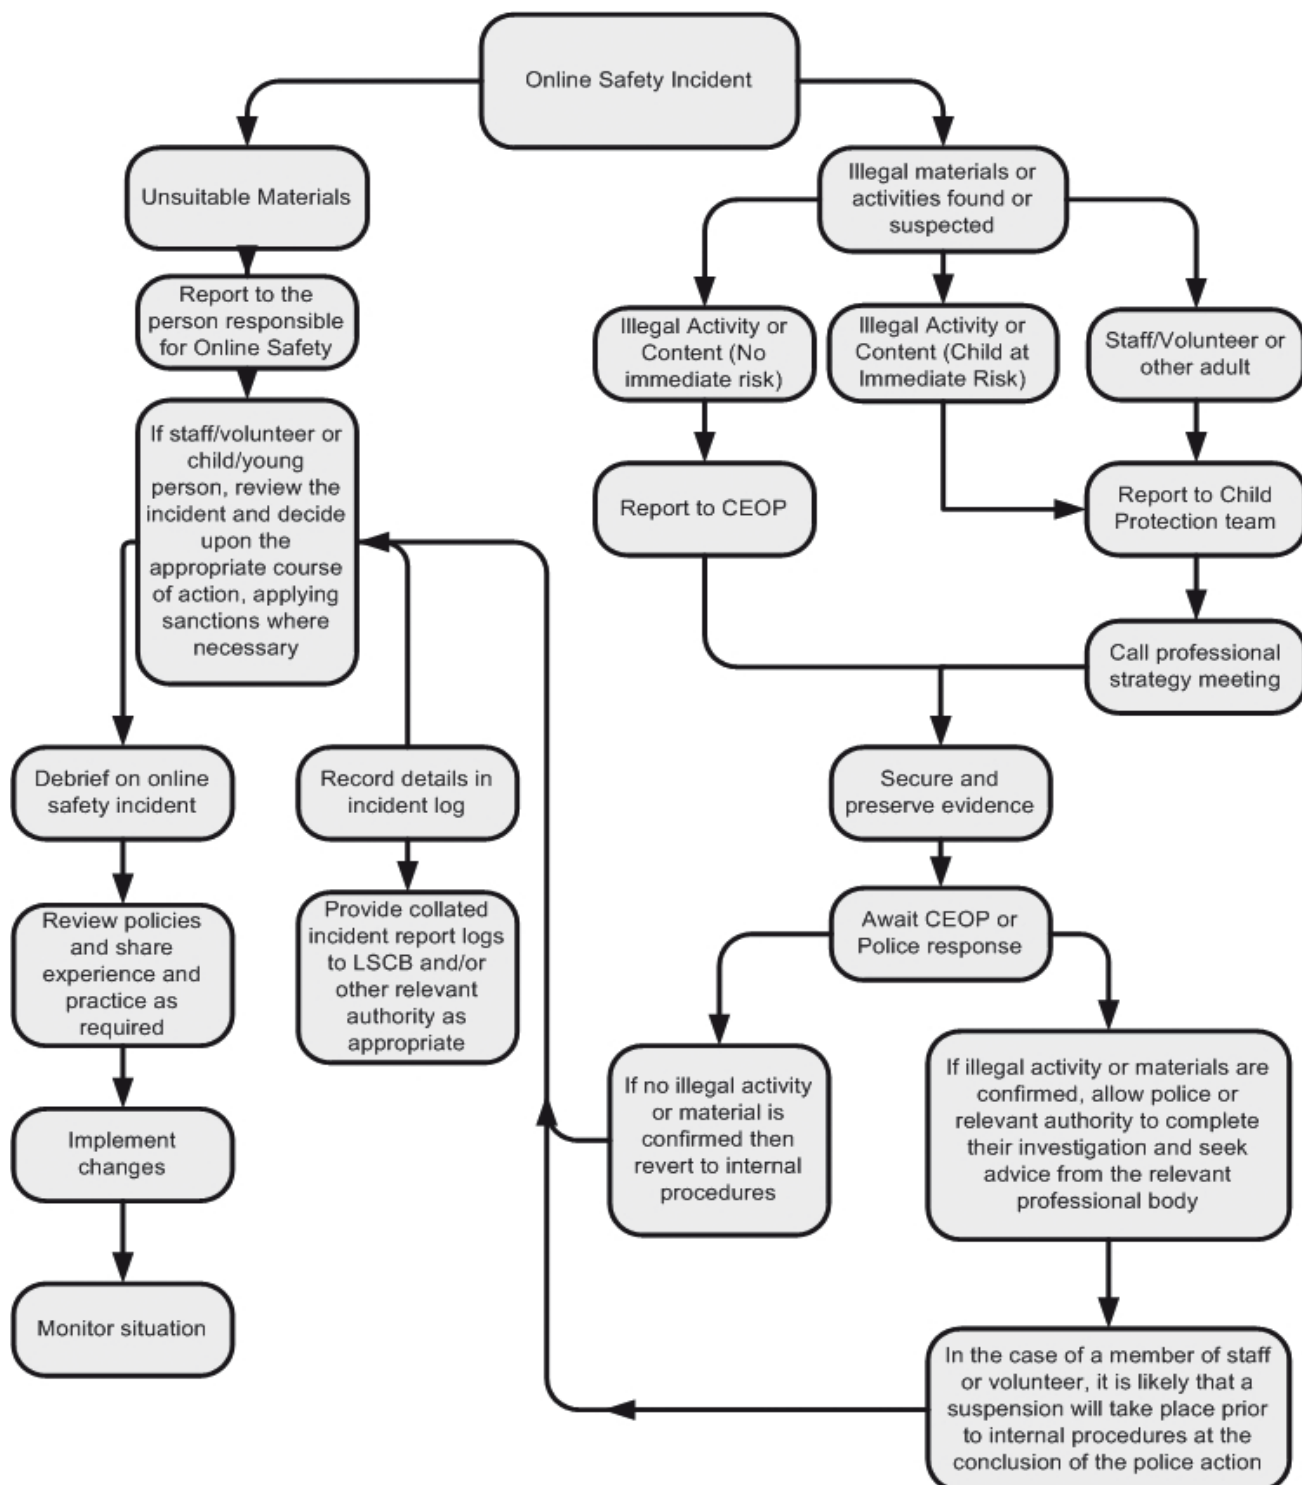 Online Safety Incident
Unsuitable Materials
Report to the
person responsible
for Online Safety
If staff/volunteer or
child/young
person, review the
incident and decide
upon the
appropriate course
of action, applying
sanctions where
necessary
Debrief on online
safety incident
Review policies
and share
experience and
practice as
required
Implement
changes
Monitor situation
Record details in
incident log
Provide collated
incident report logs
to LSCB and/or
other relevant
authority as
appropriate
Illegal materials or
activities found or
suspected
Illegal Activity or
Content (No
immediate risk)
Illegal Activity or
Content (Child at
Immediate Risk)
Staff/Volunteer or
other adult
Report to CEOP
Report to Child
Protection team
Call professional
strategy meeting
Secure and
preserve evidence
Await CEOP or
Police response
If no illegal activity
or material is
confirmed then
revert to internal
procedures
If illegal activity or materials are
confirmed, allow police or
relevant authority to complete
their investigation and seek
advice from the relevant
professional body
In the case of a member of staff
or volunteer, it is likely that a
suspension will take place prior
to internal procedures at the
conclusion of the police action